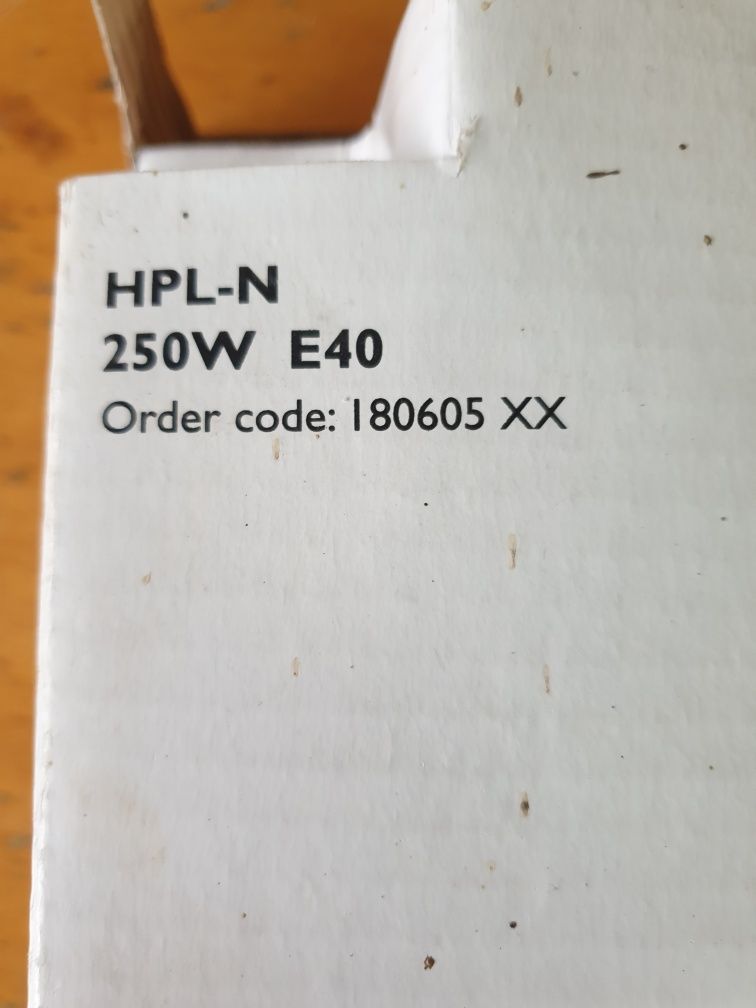 HPL-N
250W E40
Order code: 180605 XX